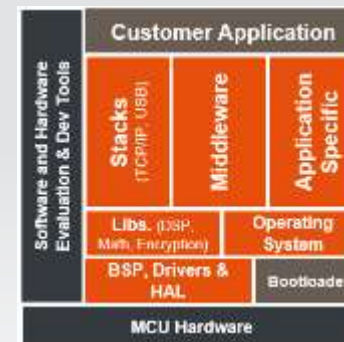 Customer Application
Software and Hardware
Evaluation & Dev Tools
Stacks
(TCP/IP, USB)
Middleware
Application
Specific
Libs. (DSP,
Math, Encryption)
Operating
System
BSP, Drivers &
HAL
Bootloade
MCU Hardware